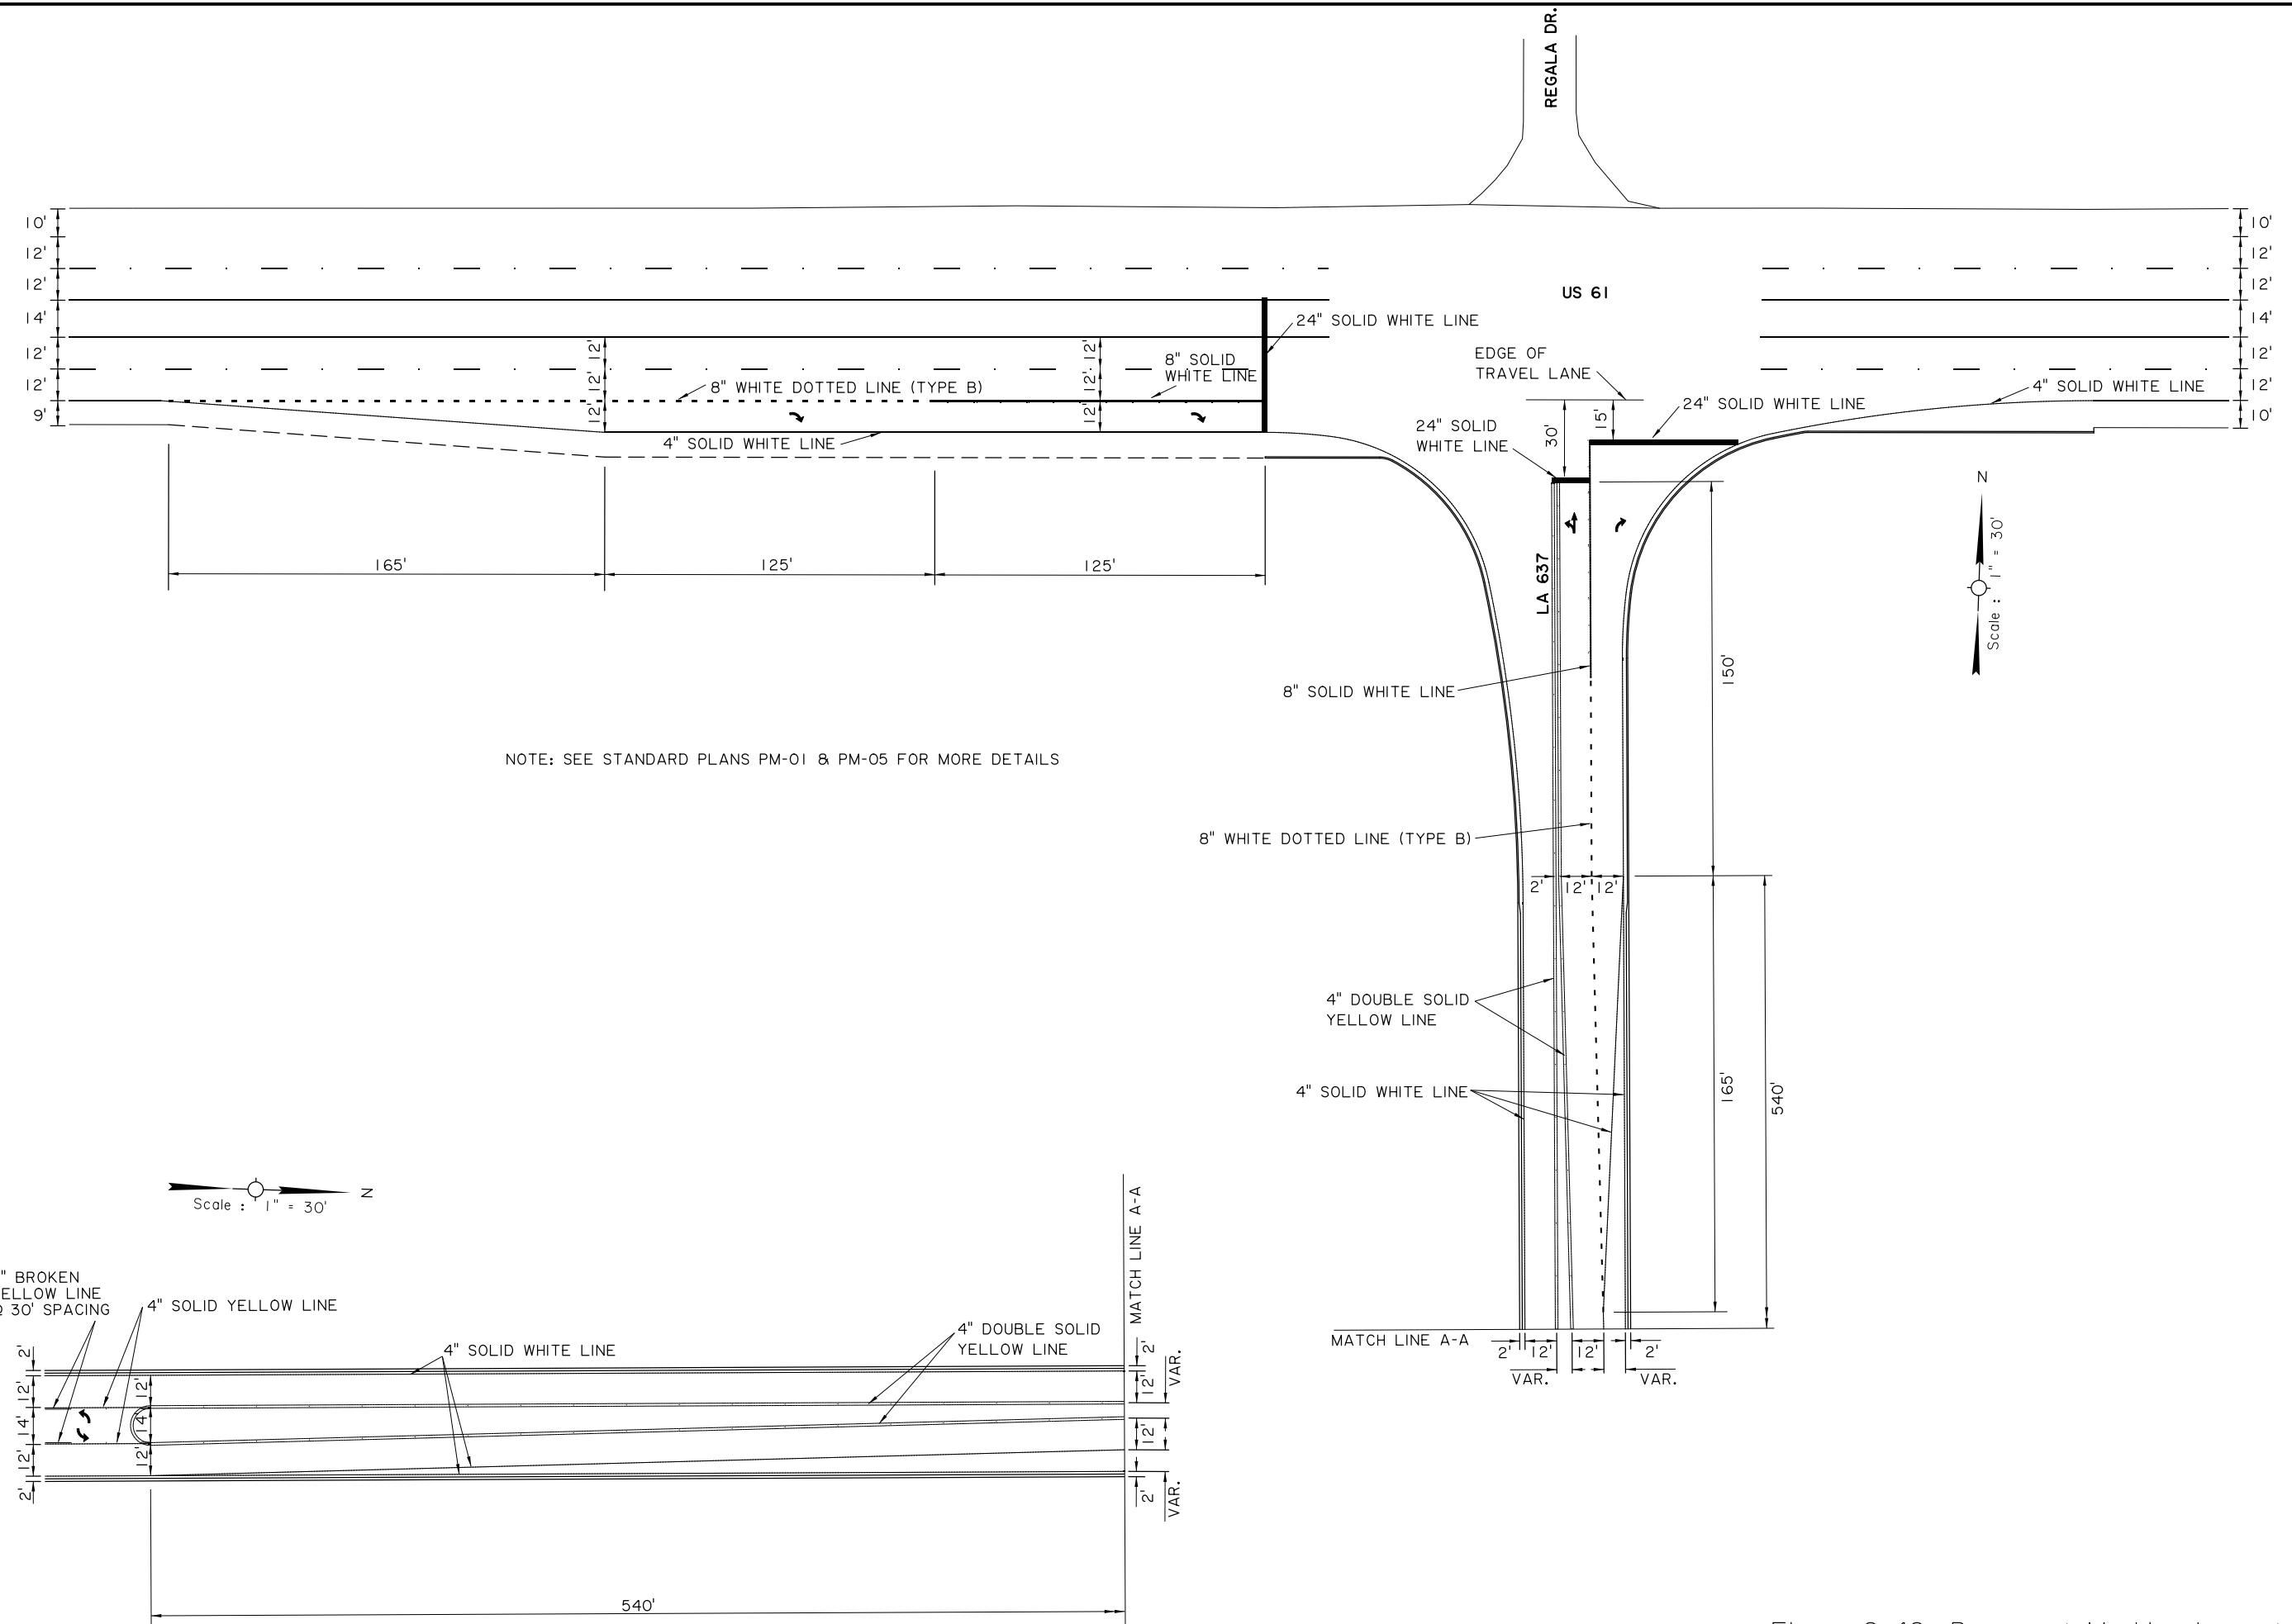 REGALA DR.
10'
12'
12'
14'
12'
12'
9'
10'
12'
12'
14'
12'
12'
10'
US 61
24" SOLID WHITE LINE
EDGE OF
TRAVEL LANE
12'
12'
12'
12'
12'
12'
8" SOLID
WHITE LINE
8" WHITE DOTTED LINE (TYPE B)
4" SOLID WHITE LINE
4" SOLID WHITE LINE
24" SOLID WHITE LINE
15'
30'
24" SOLID
WHITE LINE
165'
125'
125'
LA 637
N
Scale : 1" = 30'
150'
8" SOLID WHITE LINE
NOTE: SEE STANDARD PLANS PM-01 & PM-05 FOR MORE DETAILS
8" WHITE DOTTED LINE (TYPE B)
2'
12'
12'
4" DOUBLE SOLID
YELLOW LINE
4" SOLID WHITE LINE
165'
540'
MATCH LINE A-A
2'
12'
12'
2'
VAR.
VAR.
N
Scale : 1" = 30'
" BROKEN
ELLOW LINE
30' SPACING
4" SOLID YELLOW LINE
4" SOLID WHITE LINE
4" DOUBLE SOLID
YELLOW LINE
MATCH LINE A-A
2'
12'
14'
12'
2'
12'
14'
12'
2'
12'
VAR.
12'
2'
VAR.
540'